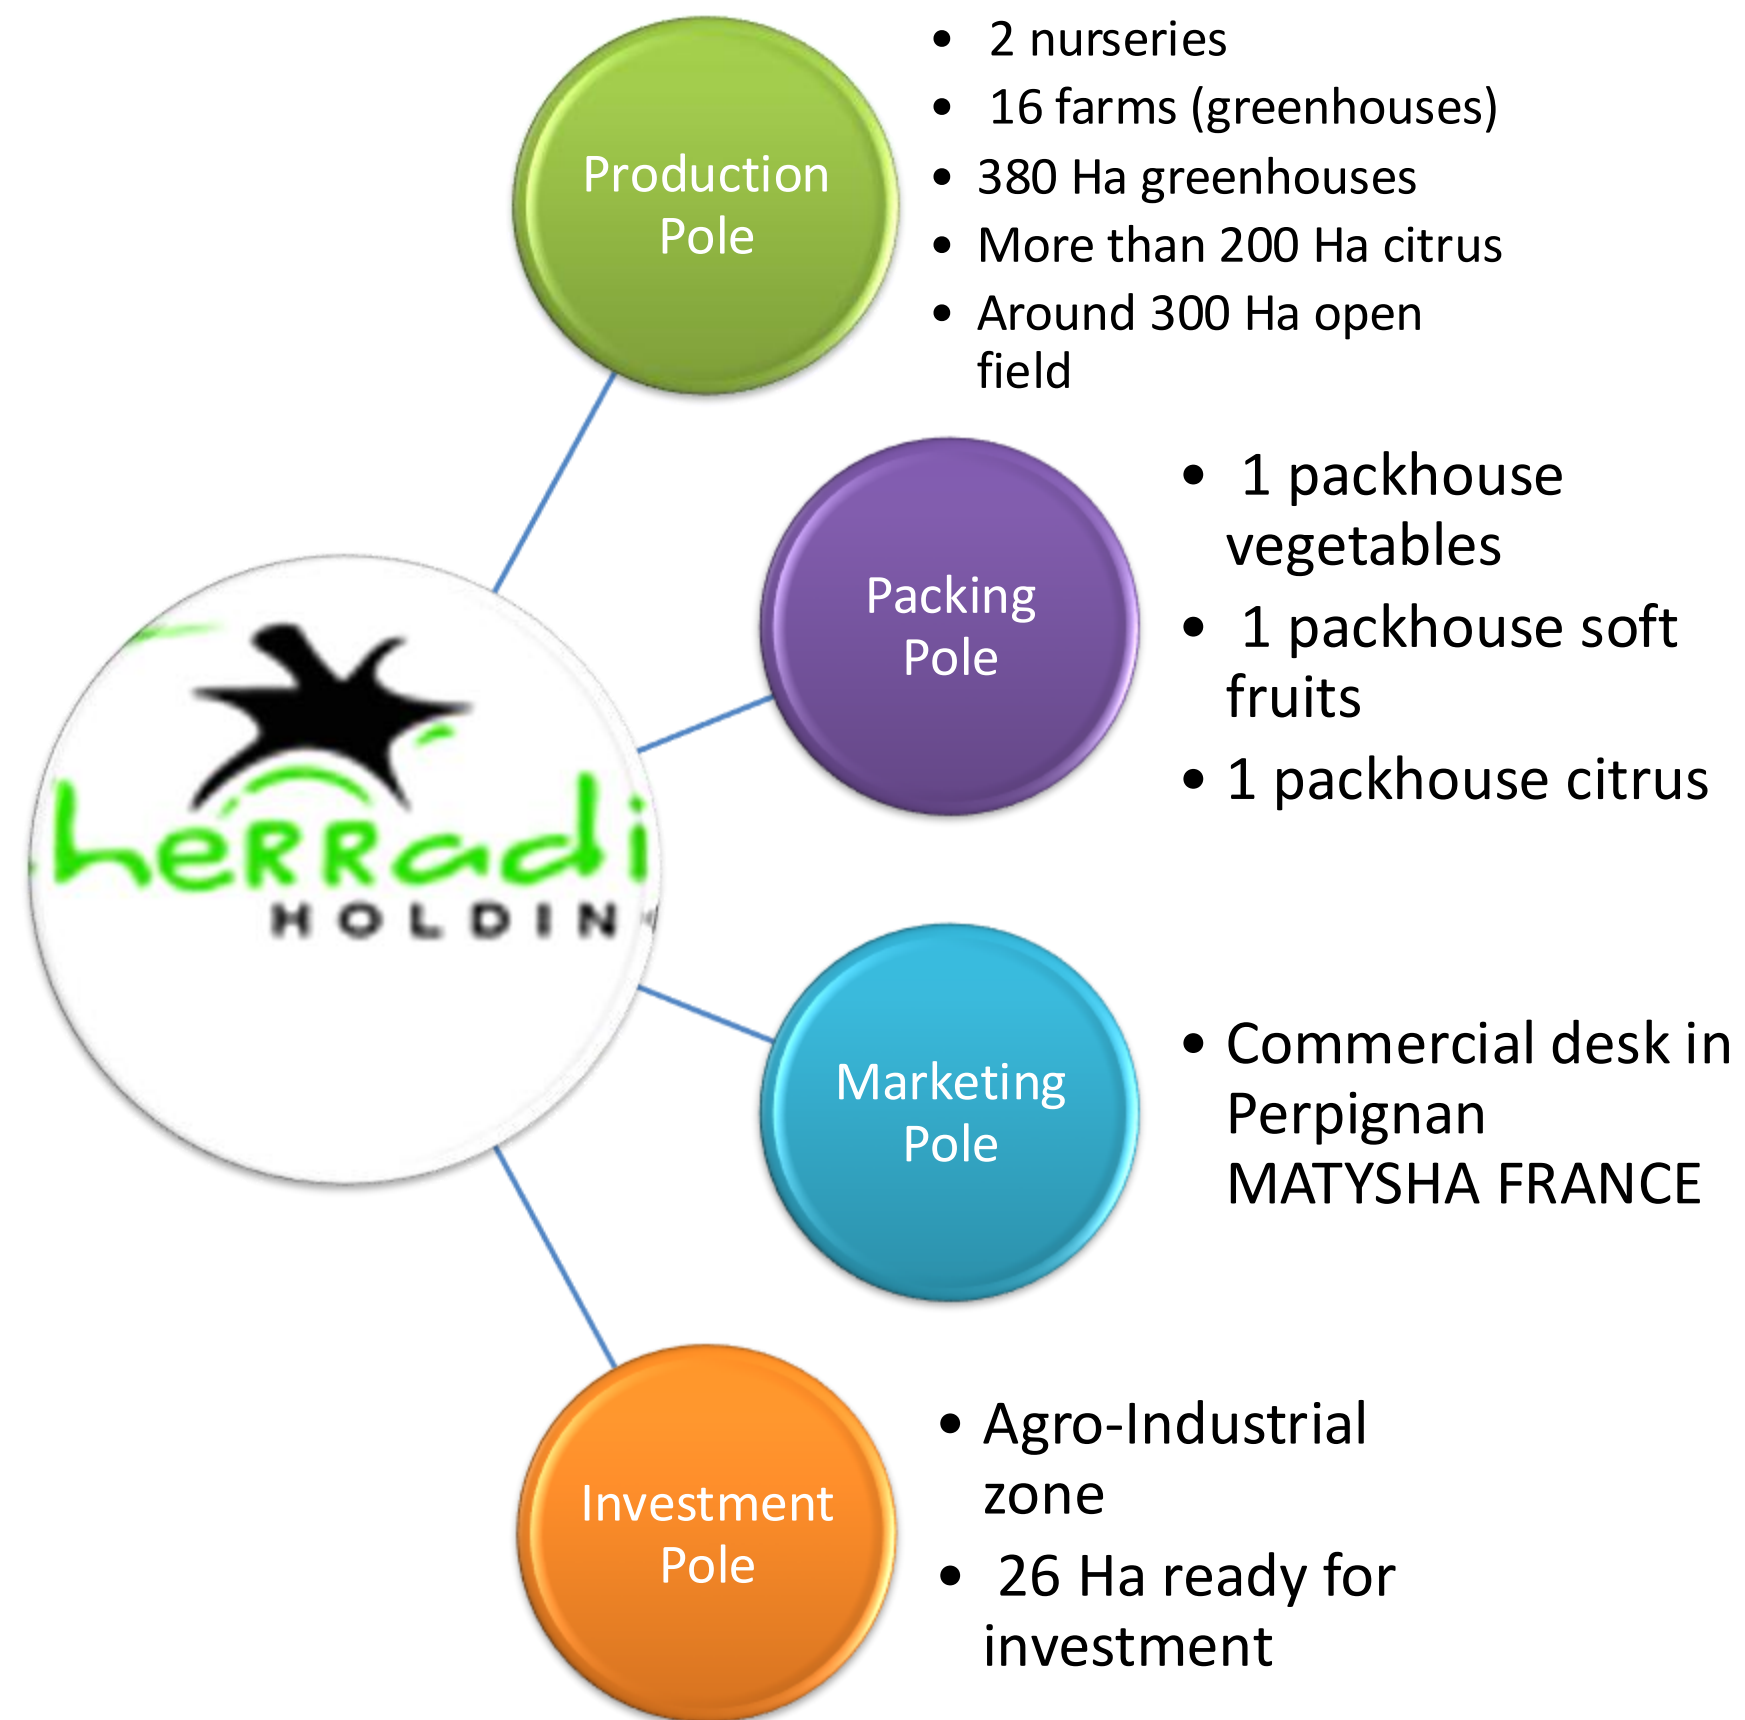 • 2 nurseries
• 16 farms (greenhouses)
• 380 Ha greenhouses
• More than 200 Ha citrus
• Around 300 Ha open
field
Production
Pole
• 1 packhouse
vegetables
• 1 packhouse soft
fruits
• 1 packhouse citrus
Packing
Pole
heRRadi
HOLDIN
• Commercial desk in
Perpignan
MATYSHA FRANCE
Marketing
Pole
• Agro-Industrial
zone
• 26 Ha ready for
investment
Investment
Pole